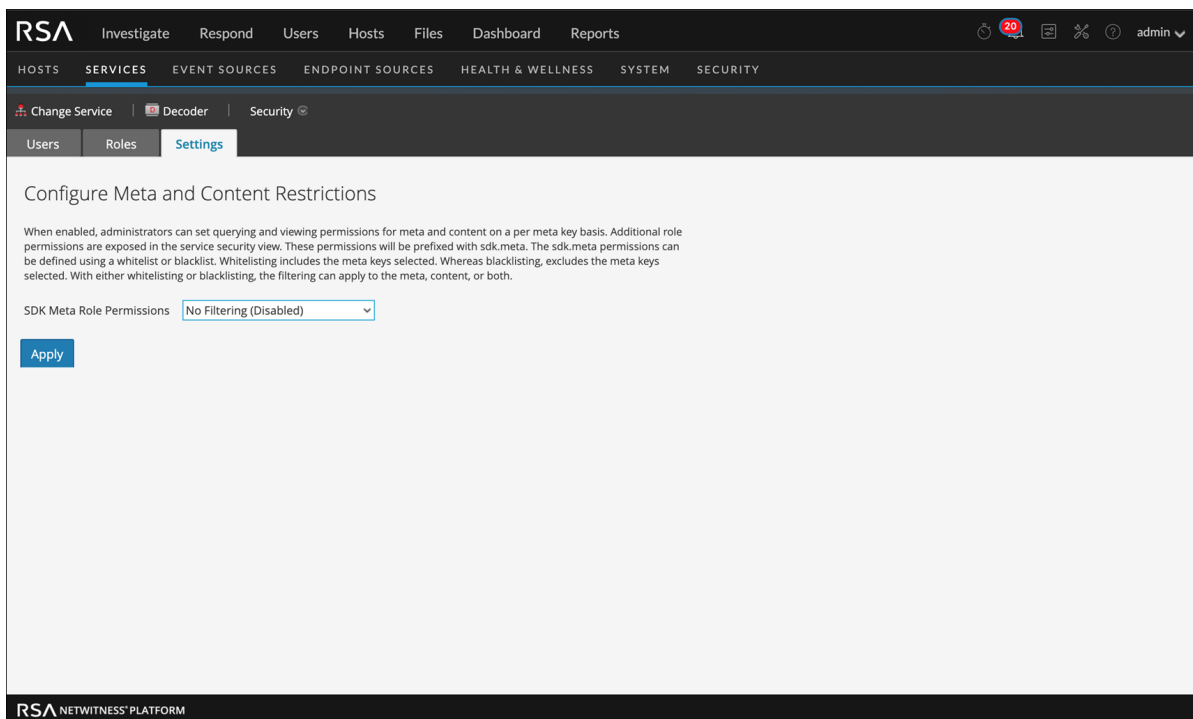 RSA Investigate Respond Users Hosts Files Dashboard Reports 20 admin
HOSTS SERVICES EVENT SOURCES ENDPOINT SOURCES HEALTH & WELLNESS SYSTEM SECURITY
Change Service | Decoder | Security
Users Roles Settings
Configure Meta and Content Restrictions
When enabled, administrators can set querying and viewing permissions for meta and content on a per meta key basis. Additional role
permissions are exposed in the service security view. These permissions will be prefixed with sdk.meta. The sdk.meta permissions can
be defined using a whitelist or blacklist. Whitelisting includes the meta keys selected. Whereas blacklisting, excludes the meta keys
selected. With either whitelisting or blacklisting, the filtering can apply to the meta, content, or both.
SDK Meta Role Permissions No Filtering (Disabled)
Apply
RSA NETWITNESS® PLATFORM